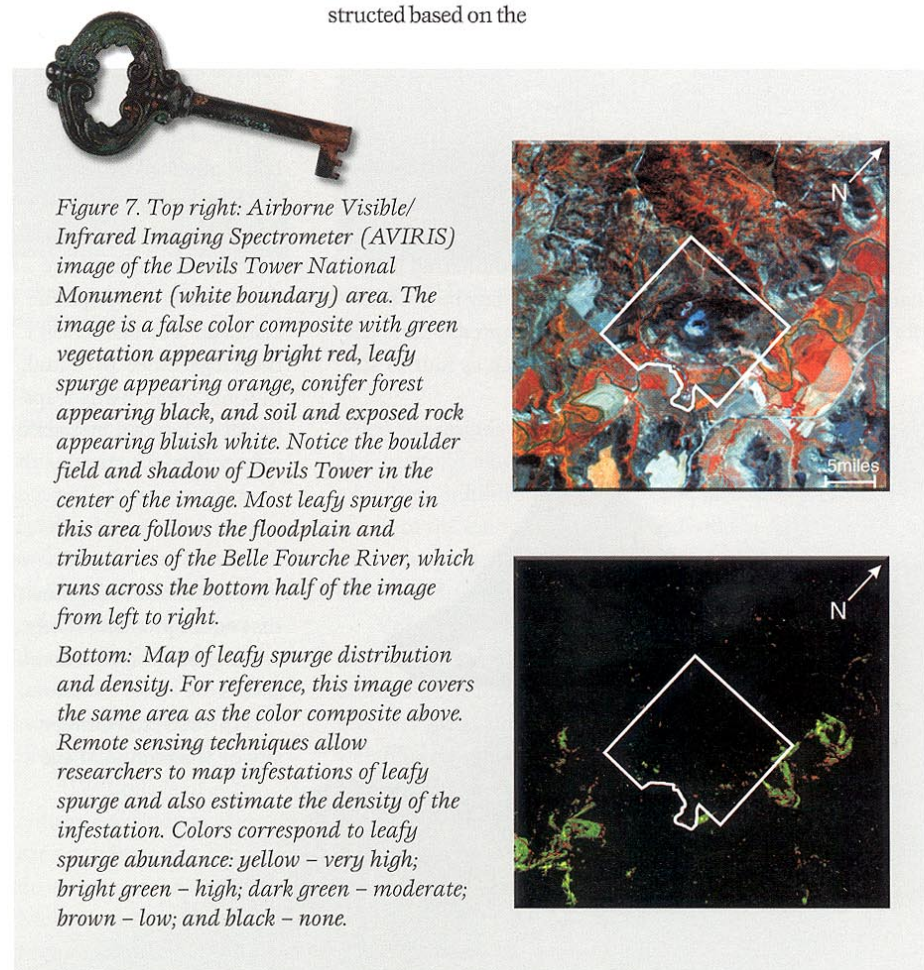 structed based on the
Figure 7. Top right: Airborne Visible/
Infrared Imaging Spectrometer (AVIRIS)
image of the Devils Tower National
Monument (white boundary) area. The
image is a false color composite with green
vegetation appearing bright red, leafy
spurge appearing orange, conifer forest
appearing black, and soil and exposed rock
appearing bluish white. Notice the boulder
field and shadow of Devils Tower in the
center of the image. Most leafy spurge in
this area follows the floodplain and
tributaries of the Belle Fourche River, which
runs across the bottom half of the image
from left to right.
Bottom: Map of leafy spurge distribution
and density. For reference, this image covers
the same area as the color composite above.
Remote sensing techniques allow
researchers to map infestations of leafy
spurge and also estimate the density of the
infestation. Colors correspond to leafy
spurge abundance: yellow – very high;
bright green – high; dark green – moderate;
brown – low; and black – none.
N
5miles
N